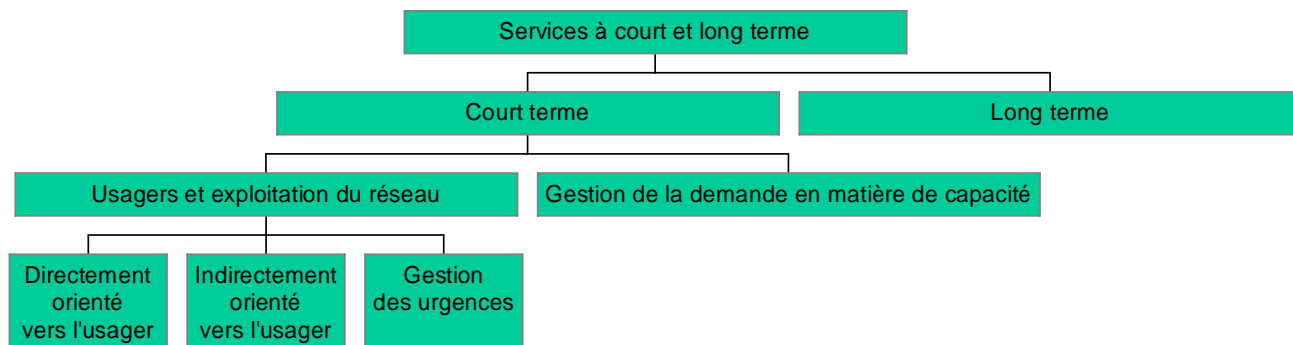 Services à court et long terme
Court terme
Long terme
Usagers et exploitation du réseau
Gestion de la demande en matière de capacité
Directement
orienté
vers l'usager
Indirectement
orienté
vers l'usager
Gestion
des urgences